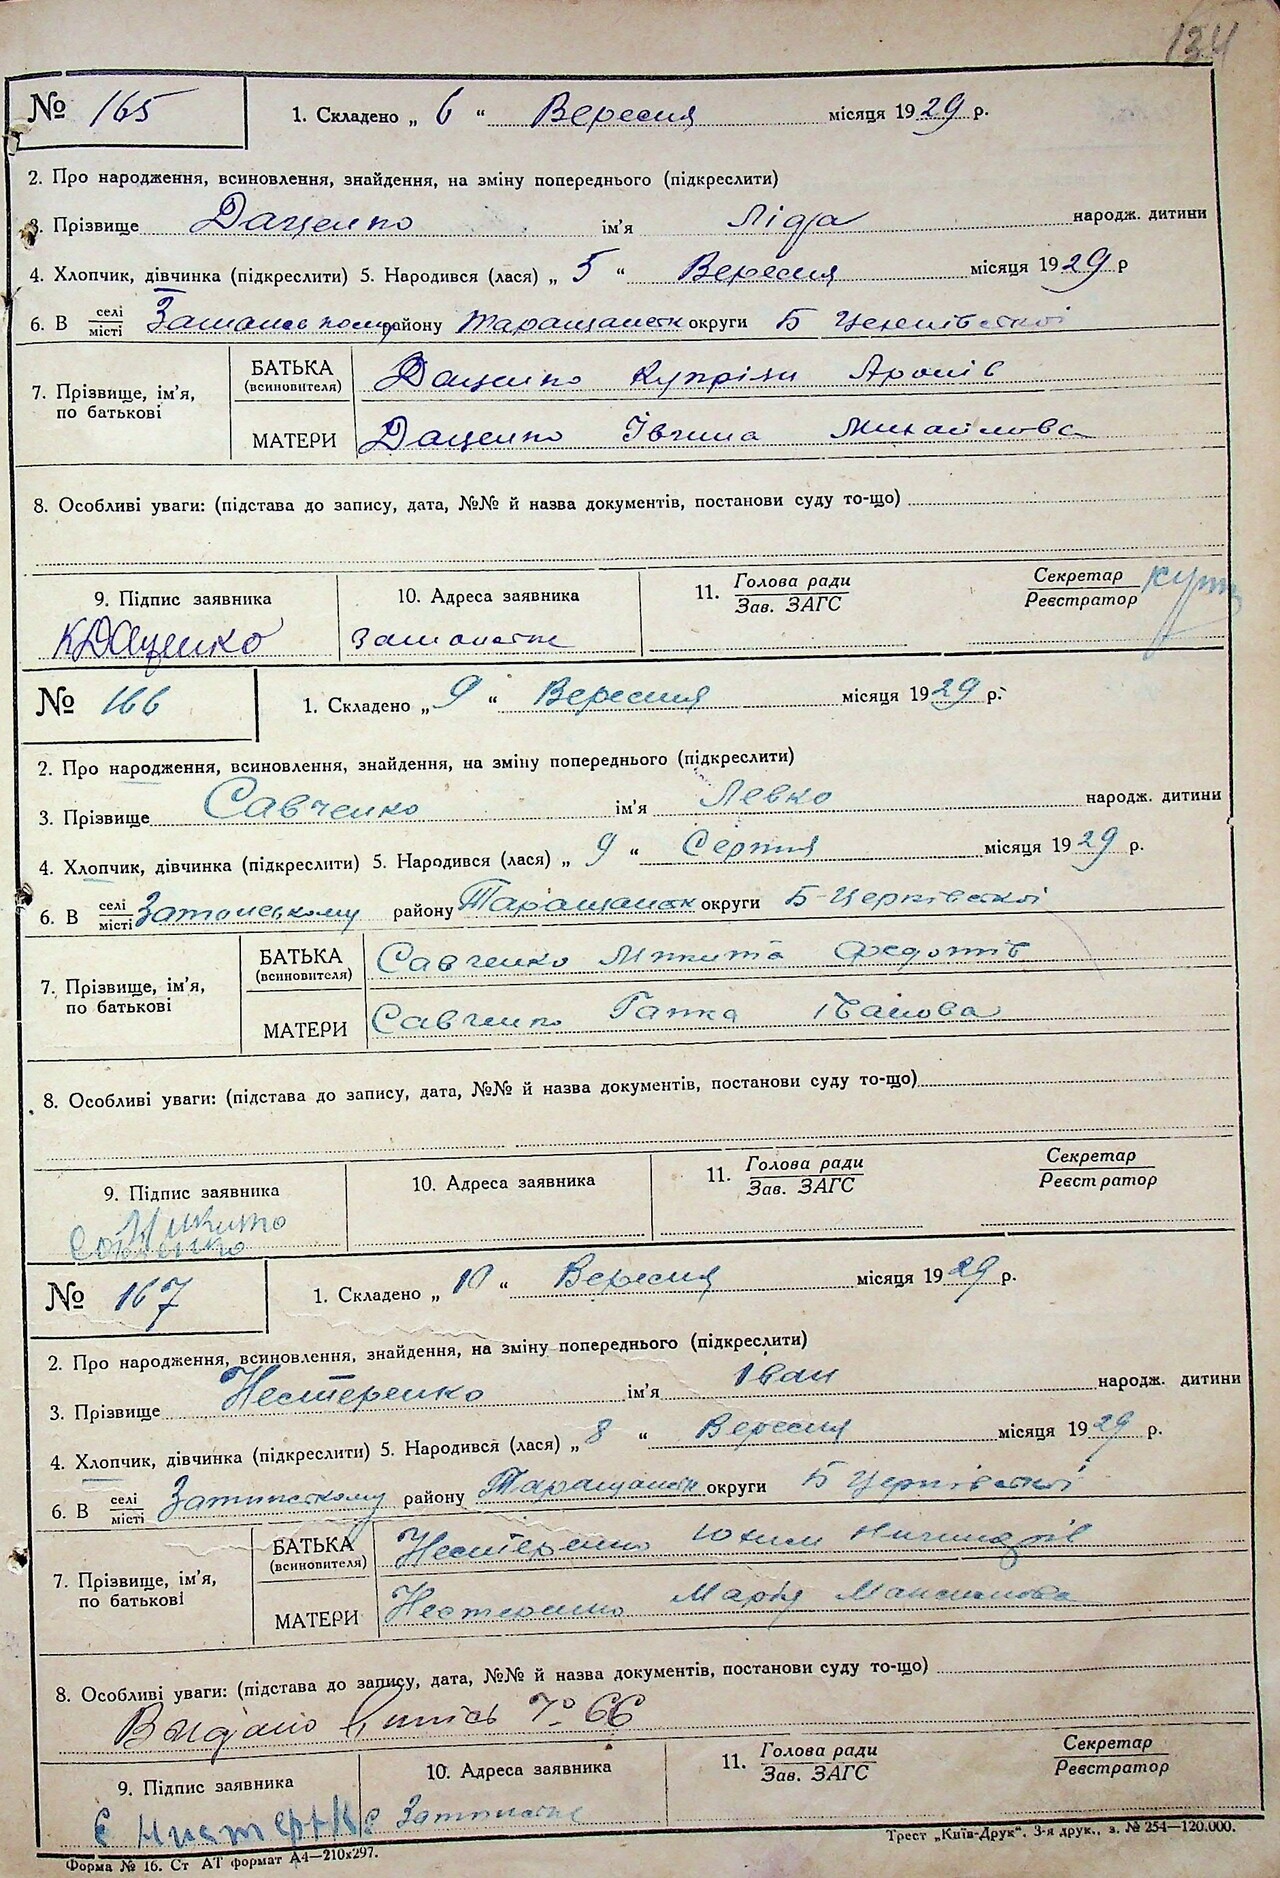 134
№ 165 1. Складено „ 6 “ Вересня місяця 1929 р.
2. Про народження, всиновлення, знайдення, на зміну попереднього (підкреслити)
3. Прізвище Даценко ім’я Ліда народж. дитини
4. Хлопчик, дівчинка (підкреслити) 5. Народився (лася) „ 5 “ Вересня місяця 1929 р
6. В селі/місті району Таращанськ округи Б Церківської
7. Прізвище, ім’я, по батькові
БАТЬКА (всиновителя) Даценко Купріян
МАТЕРИ Даценко Івчина Михайлова
8. Особливі уваги: (підстава до запису, дата, №№ й назва документів, постанови суду то-що)
9. Підпис заявника 10. Адреса заявника 11. Голова ради / Зав. ЗАГС Секретар / Реєстратор
КДаценко
№ 166 1. Складено „ 9 “ Вересня місяця 1929 р.
2. Про народження, всиновлення, знайдення, на зміну попереднього (підкреслити)
3. Прізвище Савченко ім’я Левко народж. дитини
4. Хлопчик, дівчинка (підкреслити) 5. Народився (лася) „ 9 “ Серпня місяця 1929 р.
6. В селі/місті району Таращанськ округи Б-Церківської
7. Прізвище, ім’я, по батькові
БАТЬКА (всиновителя) Савченко Микита Федотів
МАТЕРИ Савченко Гапка Іванова
8. Особливі уваги: (підстава до запису, дата, №№ й назва документів, постанови суду то-що)
9. Підпис заявника 10. Адреса заявника 11. Голова ради / Зав. ЗАГС Секретар / Реєстратор
Микита
Савченко
№ 167 1. Складено „ 10 “ Вересня місяця 1929 р.
2. Про народження, всиновлення, знайдення, на зміну попереднього (підкреслити)
3. Прізвище Нестеренко ім’я Іван народж. дитини
4. Хлопчик, дівчинка (підкреслити) 5. Народився (лася) „ 8 “ Вересня місяця 1929 р.
6. В селі/місті району Таращанськ округи Б Церківської
7. Прізвище, ім’я, по батькові
БАТЬКА (всиновителя) Нестеренко Юхим
МАТЕРИ Нестеренко Марія Максимова
8. Особливі уваги: (підстава до запису, дата, №№ й назва документів, постанови суду то-що)
Видано 66
9. Підпис заявника 10. Адреса заявника 11. Голова ради / Зав. ЗАГС Секретар / Реєстратор
Форма № 16. Ст АТ формат А4—210х297. Трест „Київ-Друк“, 3-я друк., з. № 254—120.000.